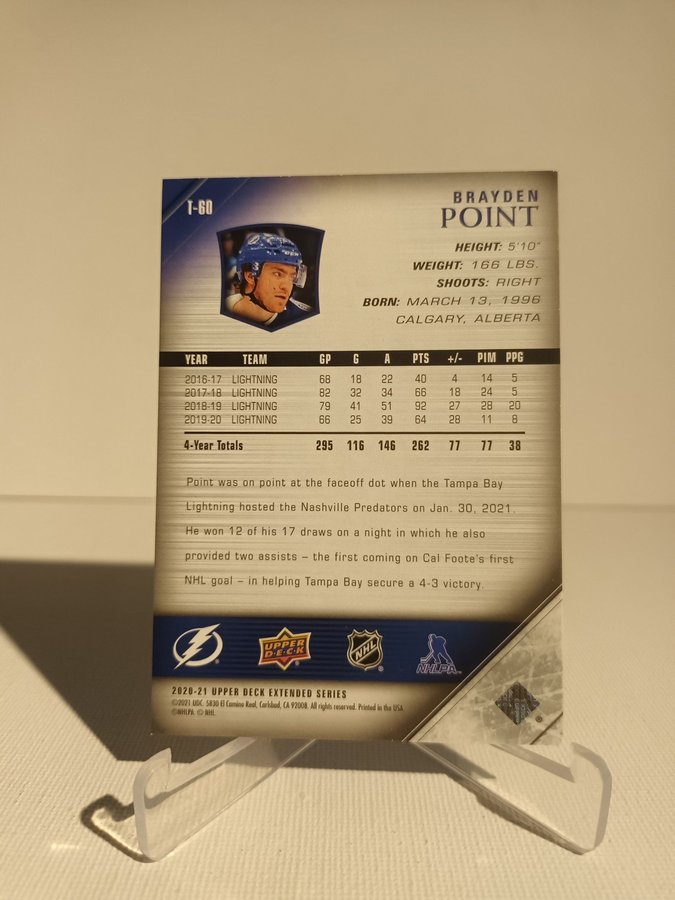 T-60
BRAYDEN
POINT
HEIGHT: 5'10"
WEIGHT: 166 LBS.
SHOOTS: RIGHT
BORN: MARCH 13, 1996
CALGARY, ALBERTA
YEAR TEAM GP G A PTS +/- PIM PPG
2016-17 LIGHTNING 68 18 22 40 4 14 5
2017-18 LIGHTNING 82 32 34 66 18 24 5
2018-19 LIGHTNING 79 41 51 92 27 28 20
2019-20 LIGHTNING 66 25 39 64 28 11 8
4-Year Totals 295 116 146 262 77 77 38
Point was on point at the faceoff dot when the Tampa Bay
Lightning hosted the Nashville Predators on Jan. 30, 2021.
He won 12 of his 17 draws on a night in which he also
provided two assists – the first coming on Cal Foote's first
NHL goal – in helping Tampa Bay secure a 4-3 victory.
UPPER
DECK
NHL
NHLPA
2020-21 UPPER DECK EXTENDED SERIES
©2021 UDC. 5830 El Camino Real, Carlsbad, CA 92008. All rights reserved. Printed in the USA
©NHLPA ©NHL